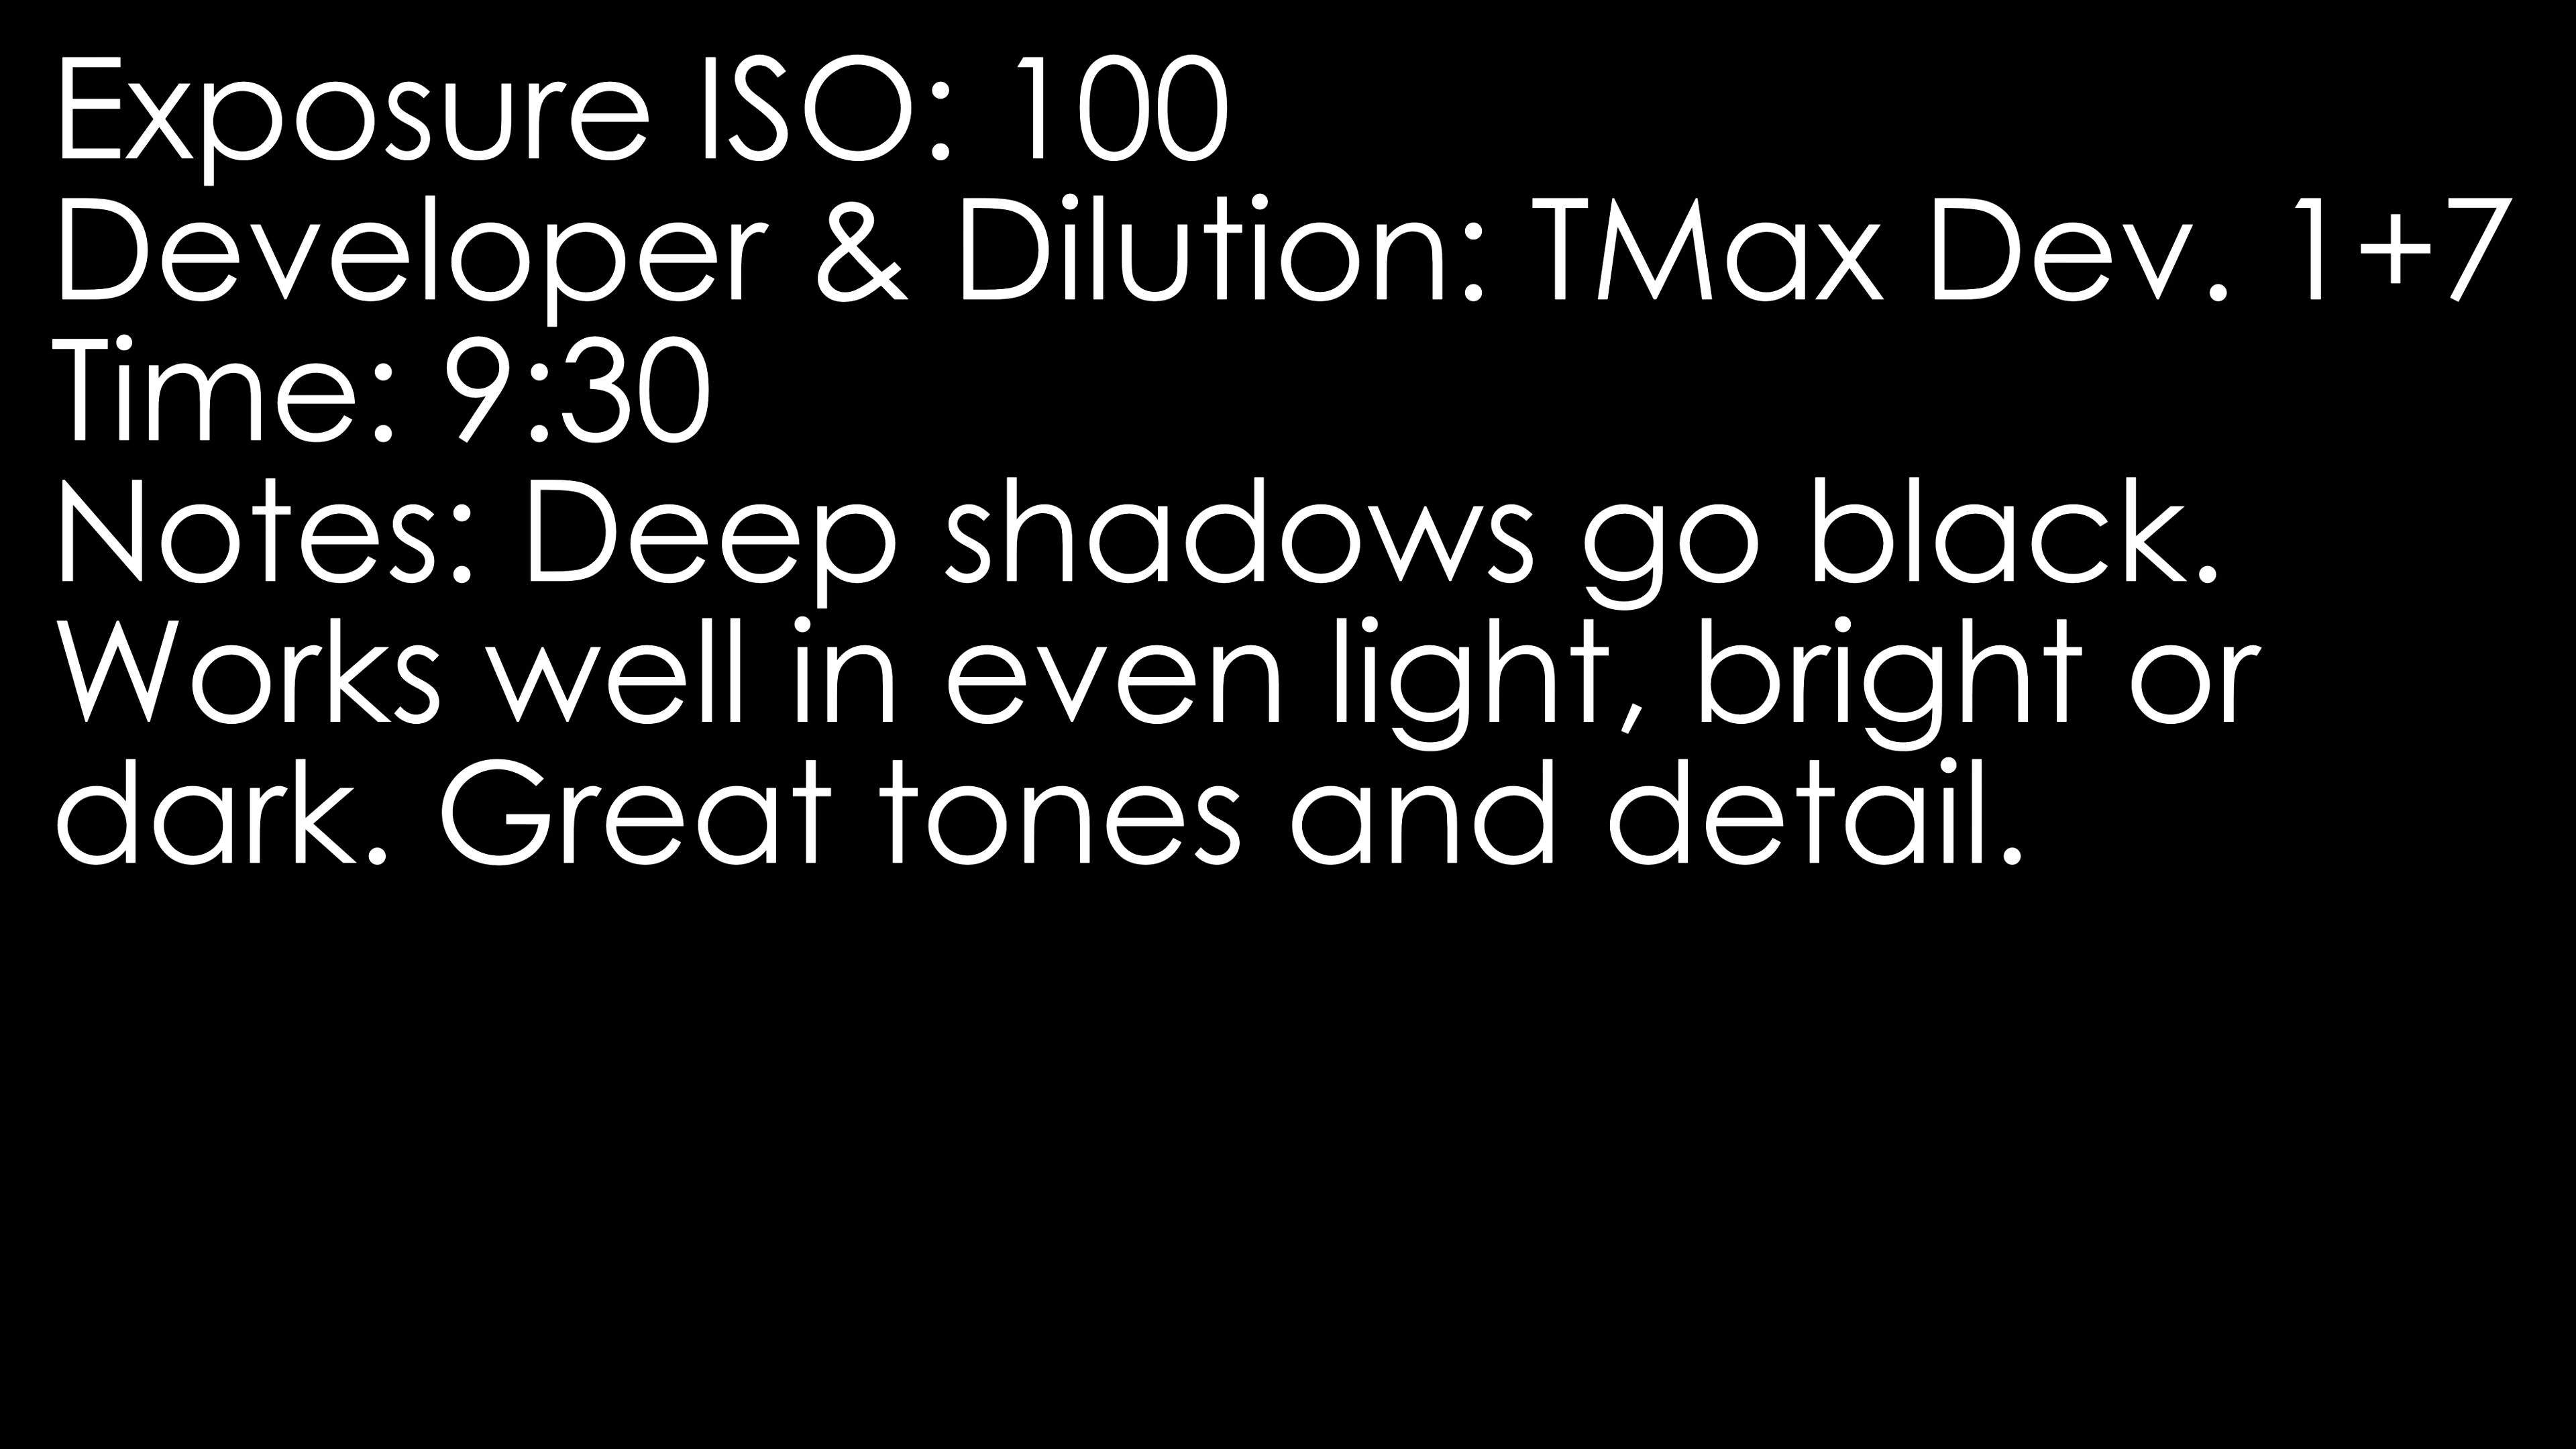 Exposure ISO: 100
Developer & Dilution: TMax Dev. 1+7
Time: 9:30
Notes: Deep shadows go black.
Works well in even light, bright or
dark. Great tones and detail.